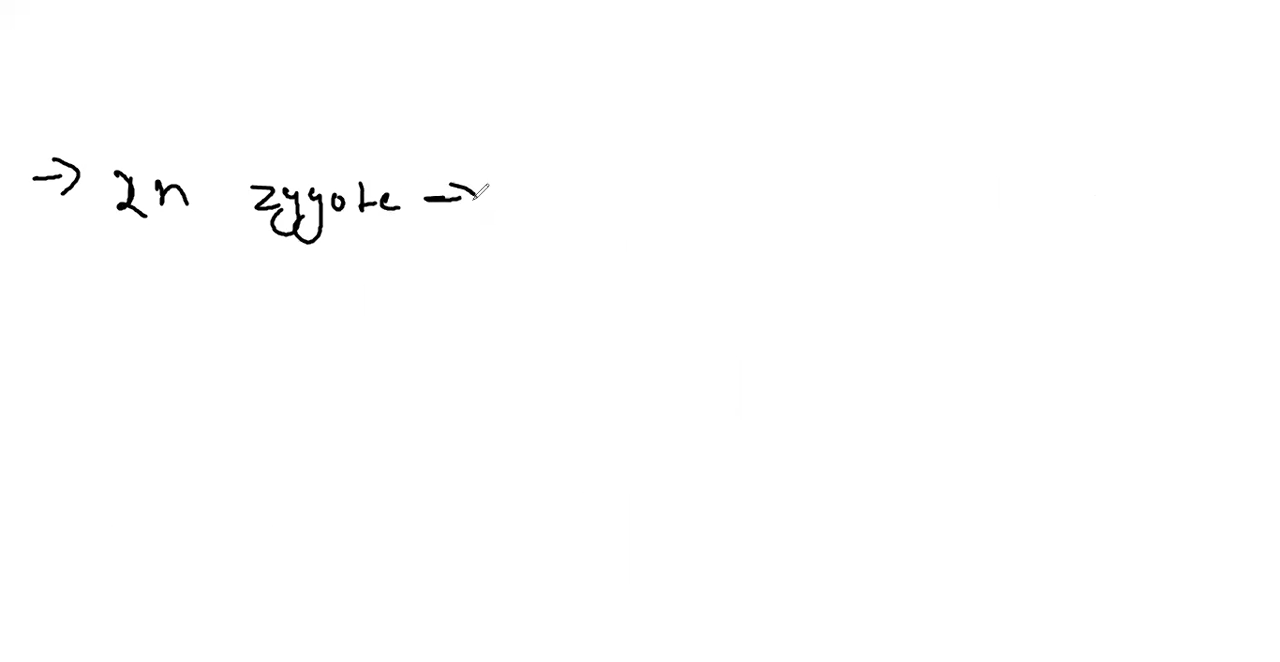 → 2n zygote →